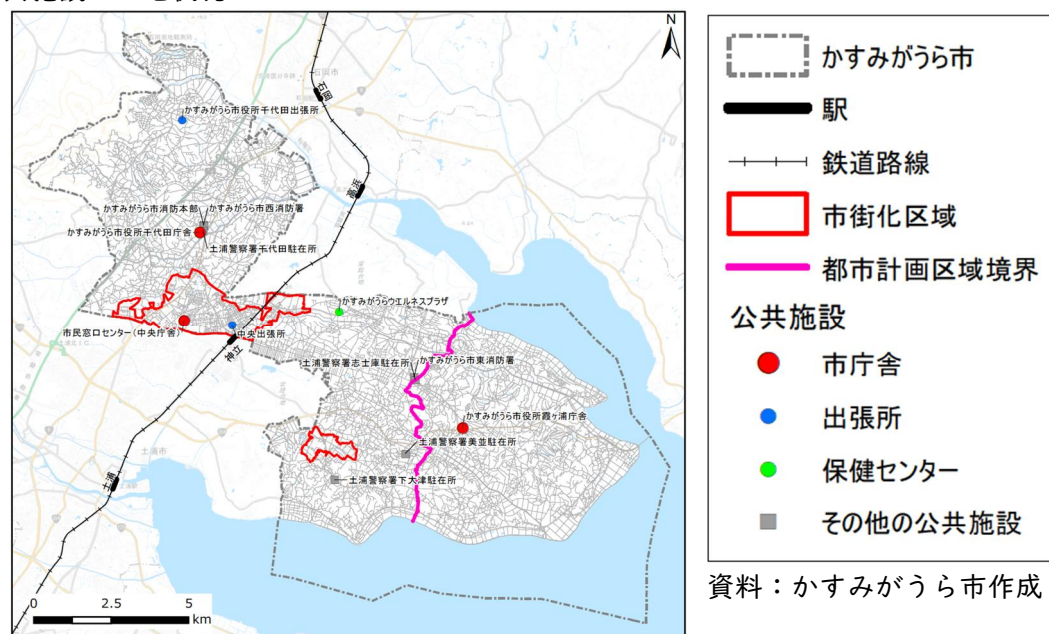 N
石岡市
石岡
かすみがうら市役所千代田出張所
高浜
かすみがうら市消防本部
かすみがうら市西消防署
かすみがうら市役所千代田庁舎
土浦警察署千代田駐在所
かすみがうらウエルネスプラザ
市民窓口センター(中央庁舎)
中央出張所
神立
土浦警察署志士庫駐在所
かすみがうら市東消防署
かすみがうら市役所霞ヶ浦庁舎
土浦警察署美並駐在所
土浦市
土浦警察署下大津駐在所
土浦
0 2.5 5
km
かすみがうら市
駅
鉄道路線
市街化区域
都市計画区域境界
公共施設
市庁舎
出張所
保健センター
その他の公共施設
資料:かすみがうら市作成